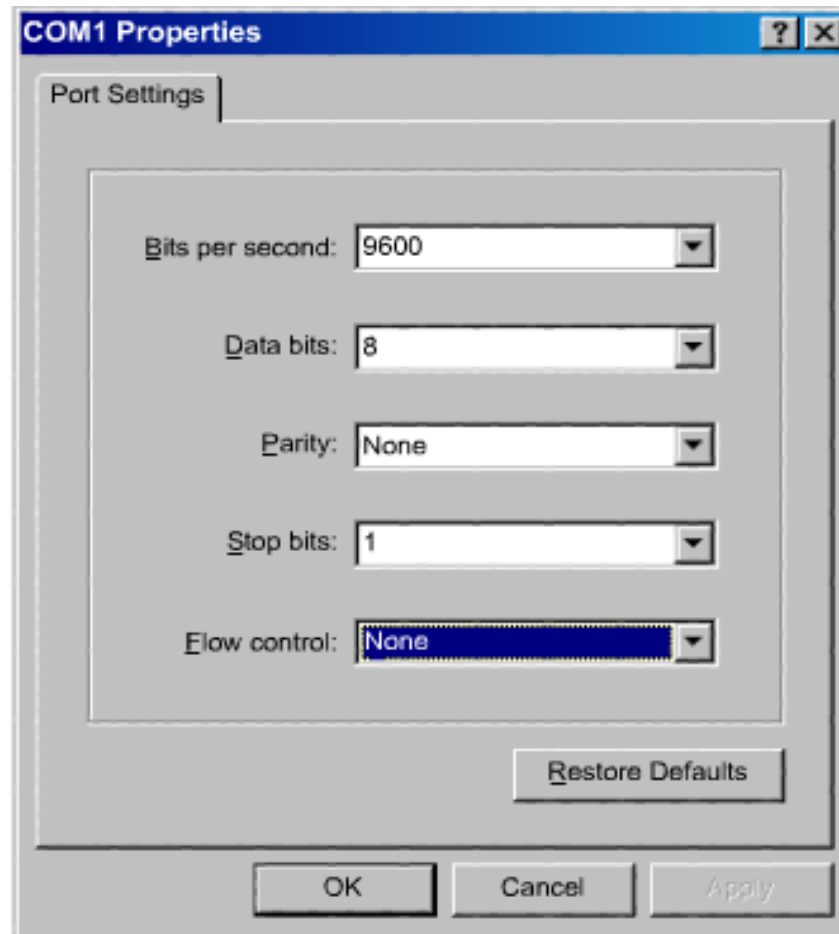 COM1 Properties
Port Settings
Bits per second: 9600
Data bits: 8
Parity: None
Stop bits: 1
Flow control: None
Restore Defaults
OK Cancel Apply